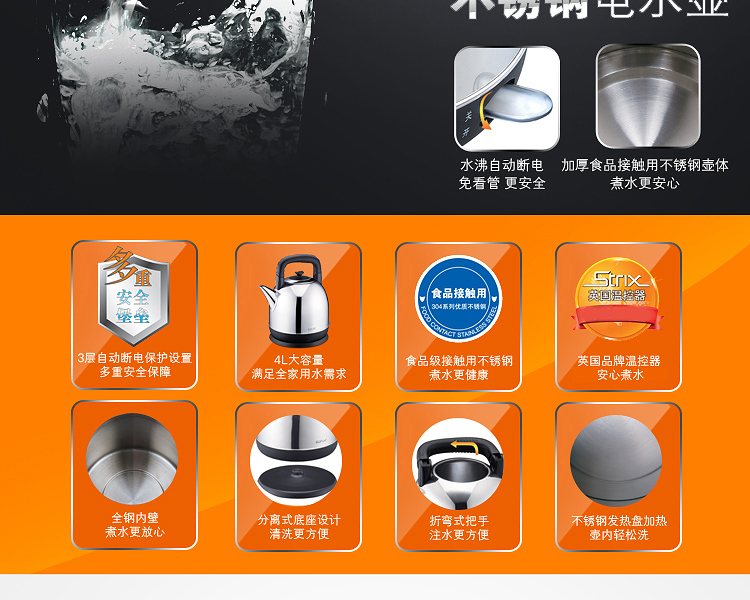 不锈钢电水壶
关
开
水沸自动断电
免看管 更安全
加厚食品接触用不锈钢壶体
煮水更安心
多重
安全
堡垒
3层自动断电保护设置
多重安全保障
4L大容量
满足全家用水需求
食品接触用
304系列优质不锈钢
FOOD CONTACT STAINLESS STEEL
食品级接触用不锈钢
煮水更健康
Strix
英国温控器
英国品牌温控器
安心煮水
全钢内壁
煮水更放心
分离式底座设计
清洗更方便
折弯式把手
注水更方便
不锈钢发热盘加热
壶内轻松洗